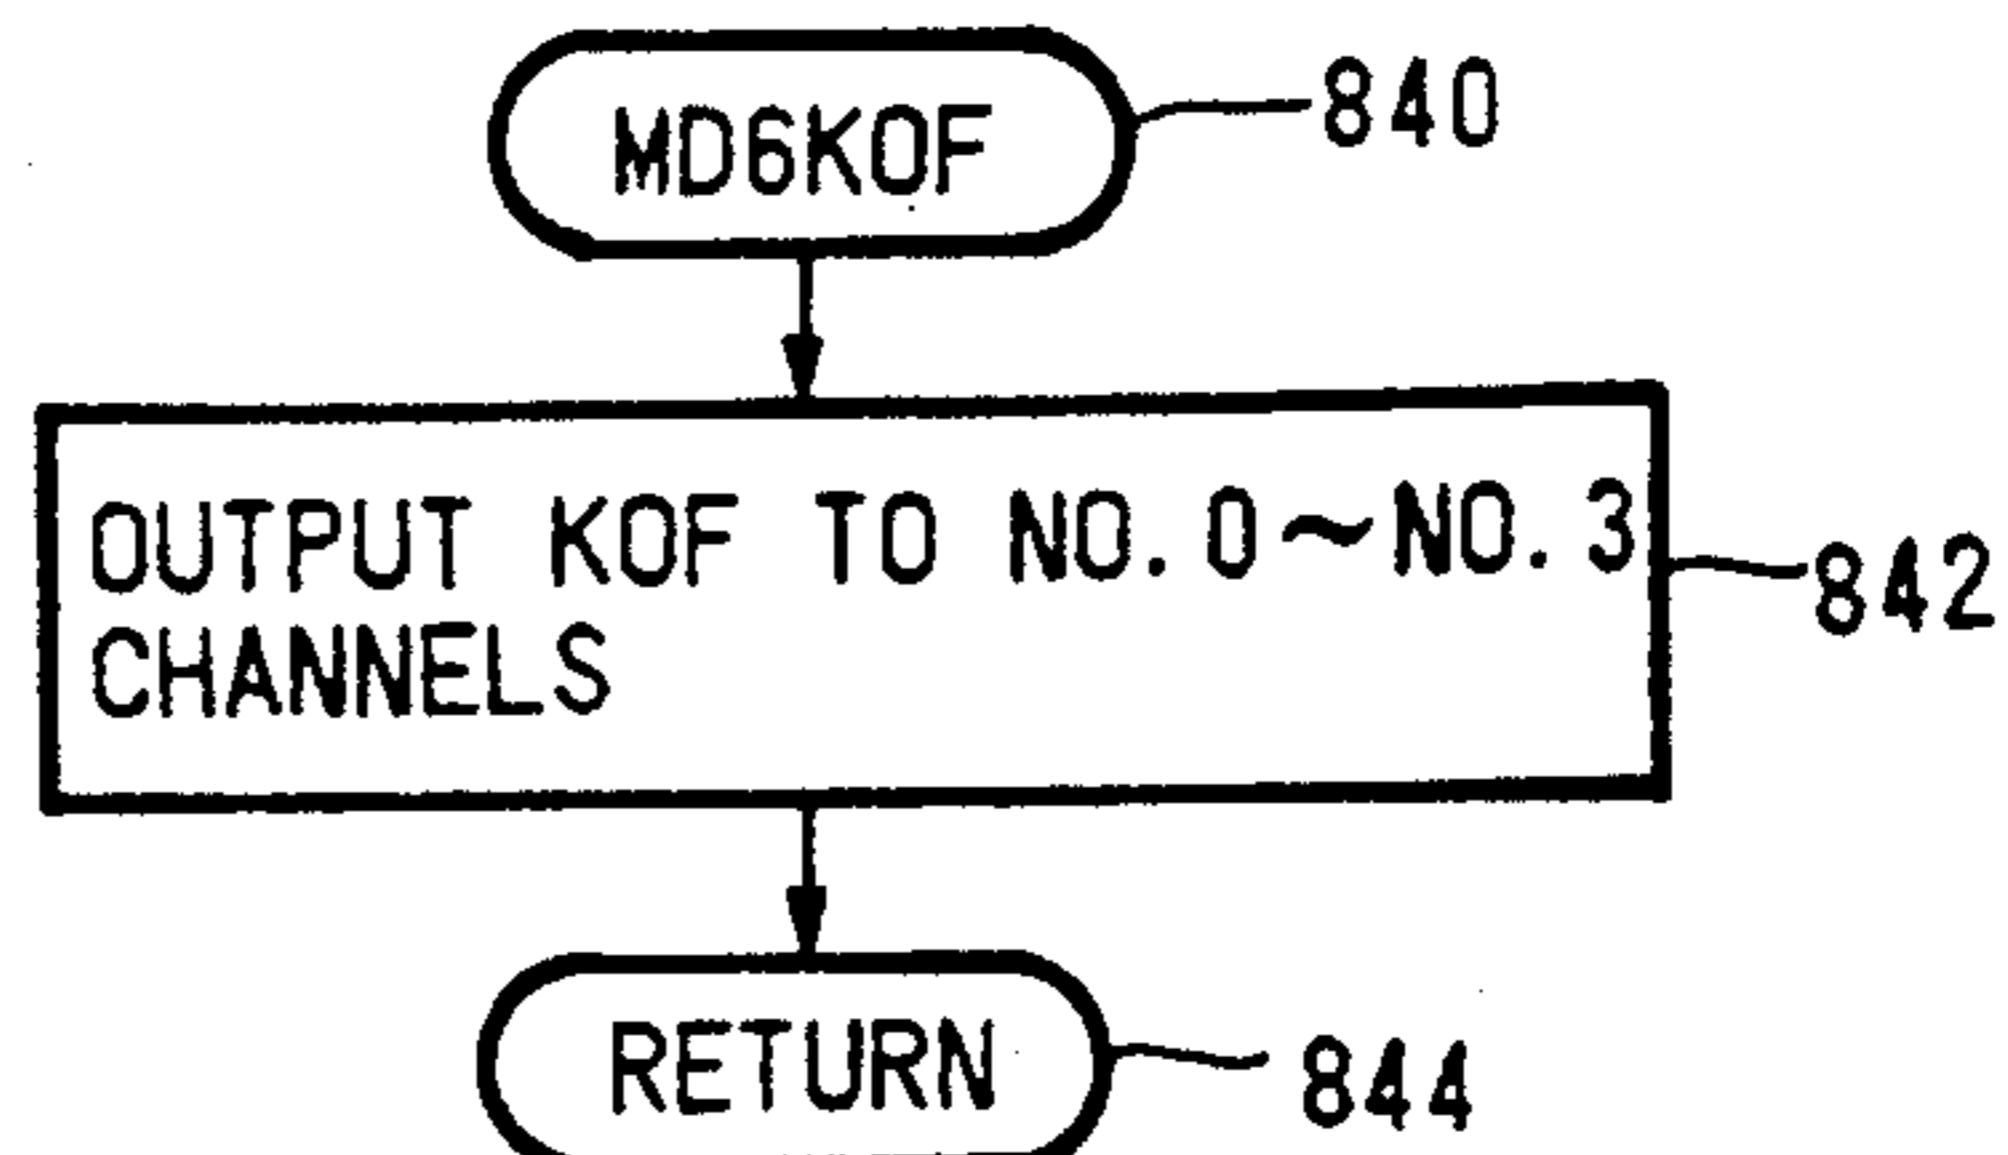 MD6KOF
840
OUTPUT KOF TO NO.0~NO.3
CHANNELS
842
RETURN
844